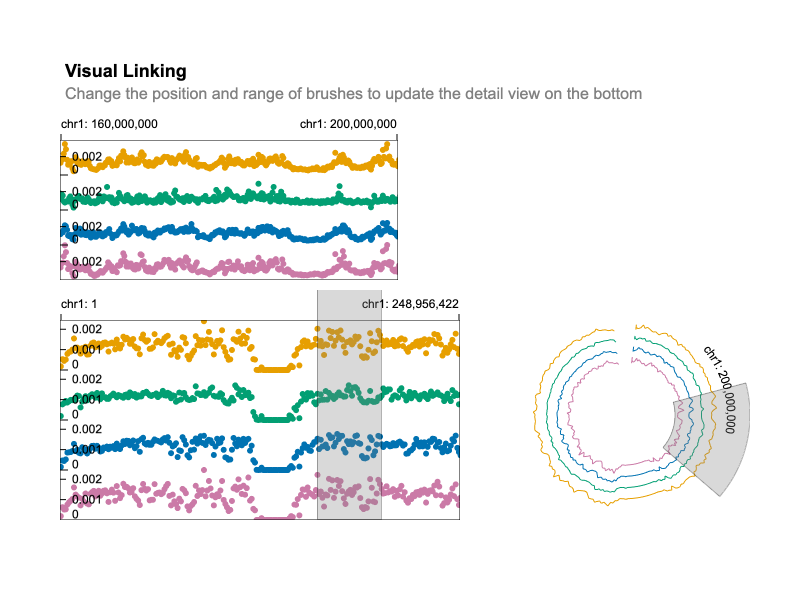 Visual Linking
Change the position and range of brushes to update the detail view on the bottom
chr1: 160,000,000
chr1: 200,000,000
0.002
0
0.002
0
0.002
0
0.002
0
chr1: 1
chr1: 248,956,422
0.002
0.001
0
0.002
0.001
0
0.002
0.001
0
0.002
0.001
0
chr1: 200,000,000